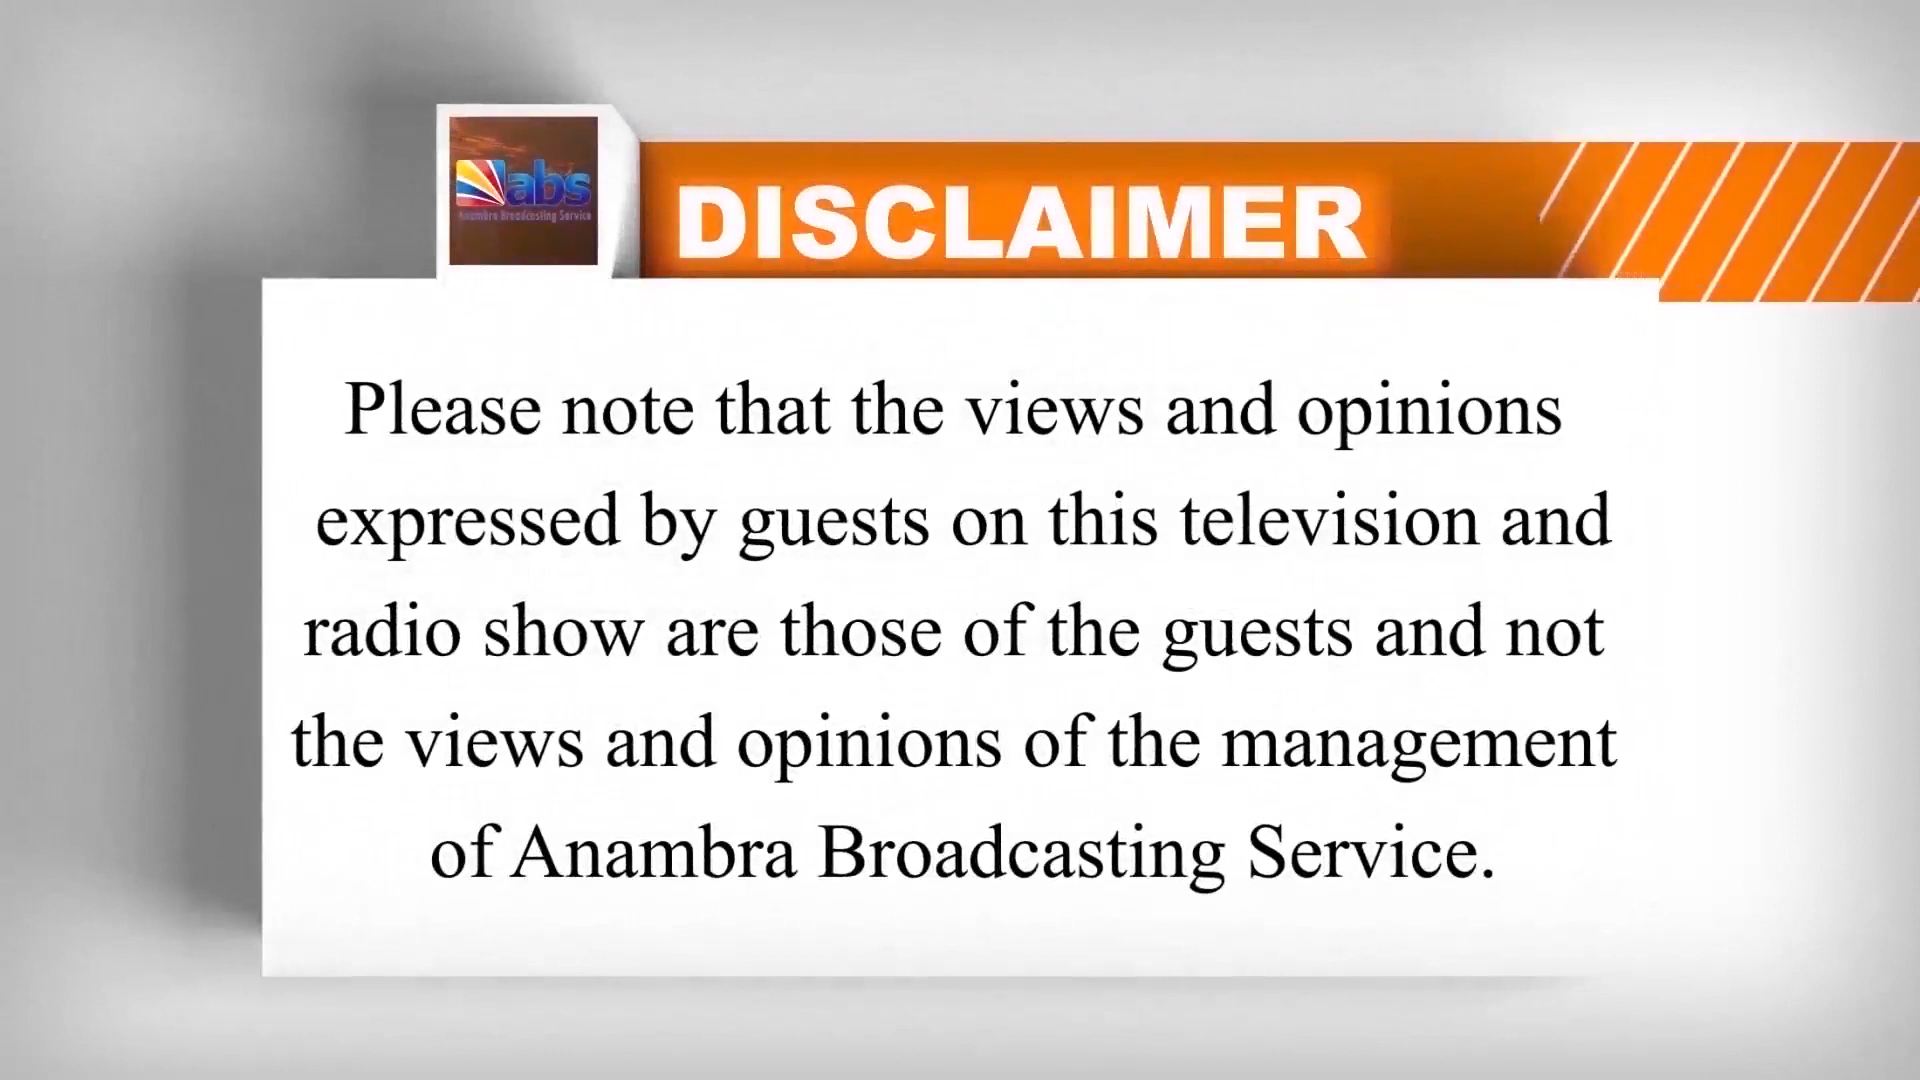 abs
Anambra Broadcasting Service
DISCLAIMER
Please note that the views and opinions
expressed by guests on this television and
radio show are those of the guests and not
the views and opinions of the management
of Anambra Broadcasting Service.